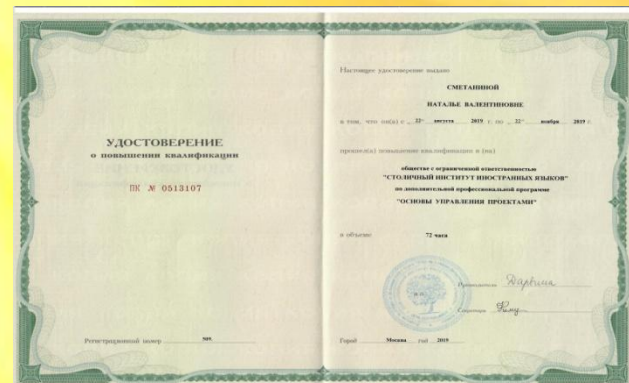 УДОСТОВЕРЕНИЕ
о повышении квалификации
ПК № 0513107
Регистрационный номер
Настоящее удостоверение выдано
СМЕТАНИНОЙ
НАТАЛЬЕ ВАЛЕНТИНОВНЕ
в том, что он(а) с „ 22" августа 2019 г. по „ 22" ноября 2019 г.
прошел(а) повышение квалификации в (на)
обществе с ограниченной ответственностью
"СТОЛИЧНЫЙ ИНСТИТУТ ИНОСТРАННЫХ ЯЗЫКОВ"
по дополнительной профессиональной программе
"ОСНОВЫ УПРАВЛЕНИЯ ПРОЕКТАМИ"
в объеме 72 часа
Руководитель
Секретарь
Город Москва год 2019